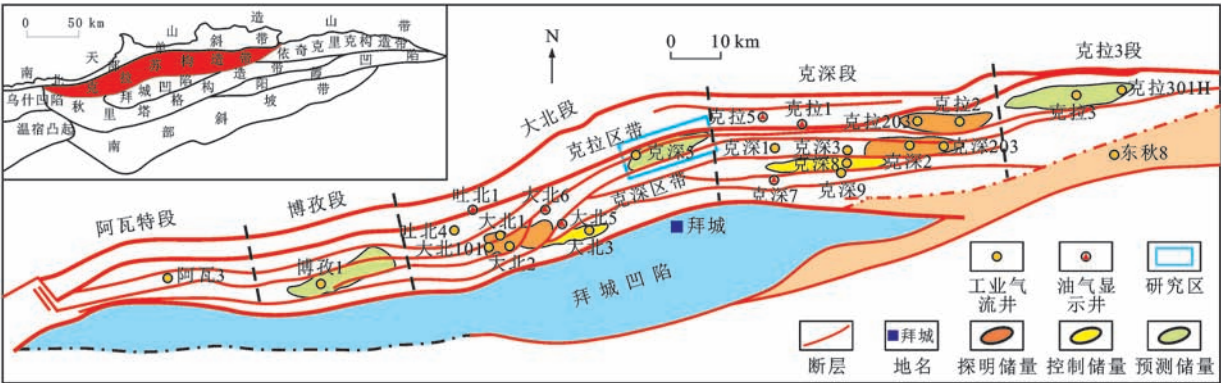 0 50 km
南天山造山带
北部单斜带
克拉苏构造带
依奇克里克构造带
乌什凹陷
拜城凹陷
阳霞凹陷
秋里塔格构造带
温宿凸起
南部斜坡带
N
0 10 km
阿瓦特段
博孜段
大北段
克深段
克拉3段
克拉区带
克深区带
克拉5
克拉1
克拉203
克拉2
克拉3
克拉301H
克深5
克深1
克深3
克深8
克深2
克深203
克深7
克深9
东秋8
吐北1
大北6
吐北4
大北1
大北5
大北101
大北2
大北3
阿瓦3
博孜1
拜城
拜城凹陷
工业气流井
油气显示井
研究区
断层
拜城
地名
探明储量
控制储量
预测储量